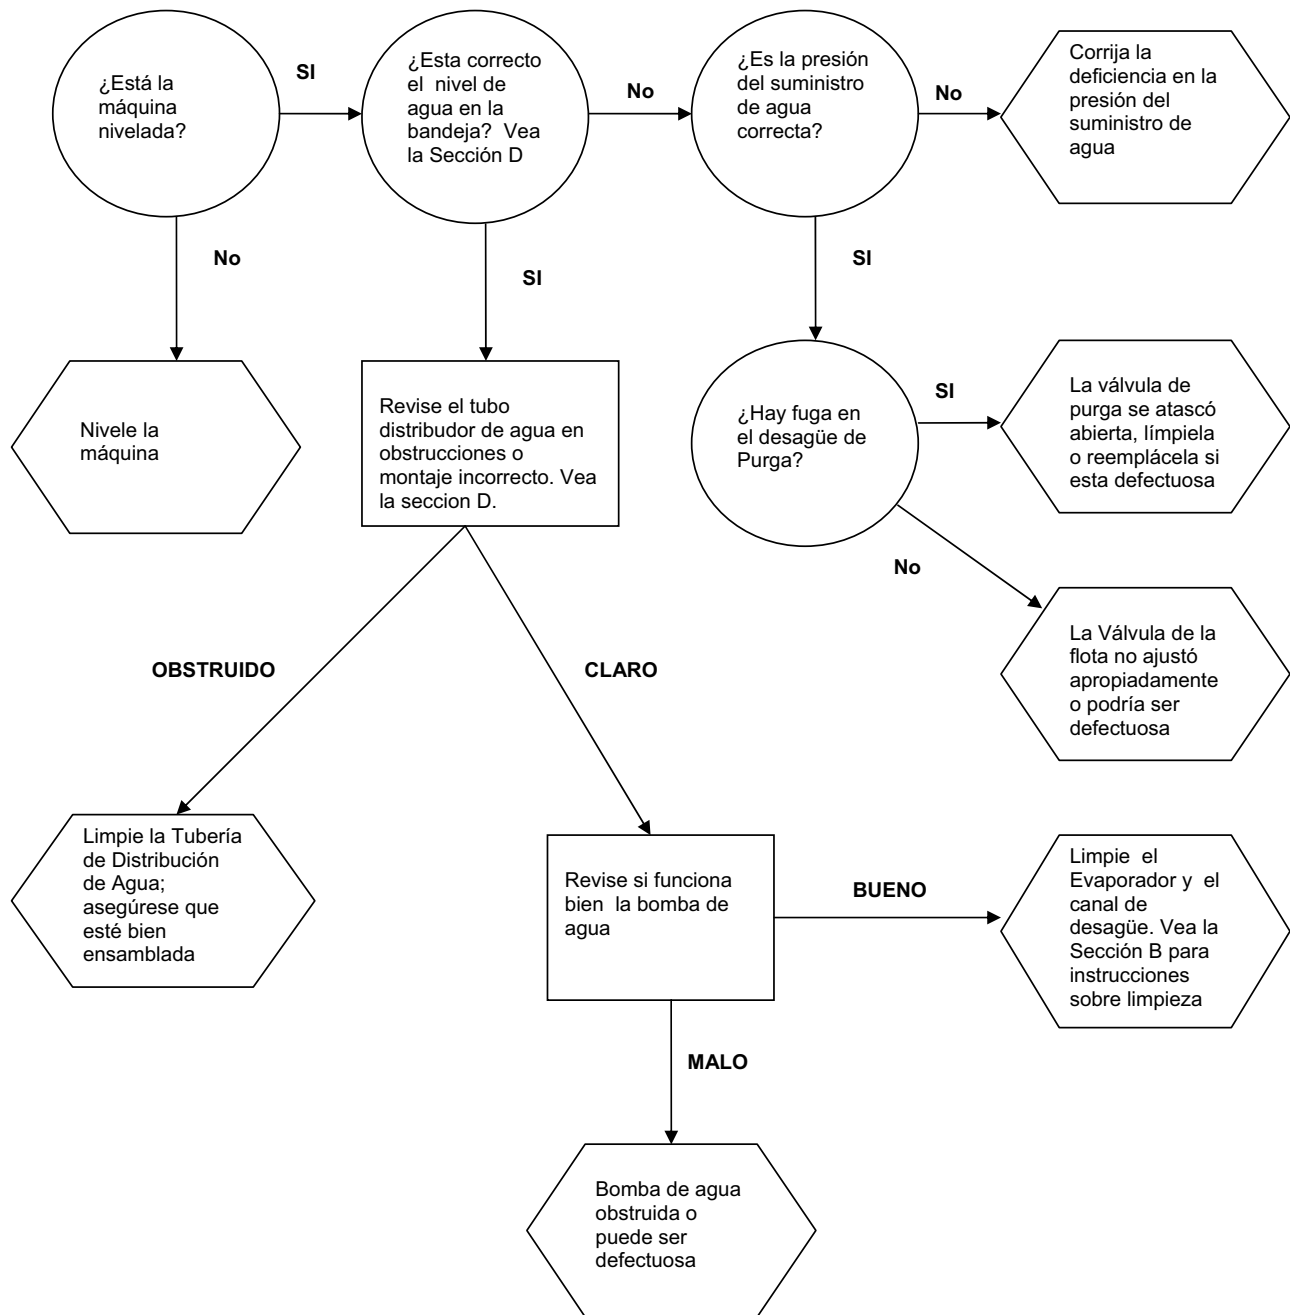 ¿Está la
máquina
nivelada?
SI
¿Esta correcto
el nivel de
agua en la
bandeja? Vea
la Sección D
No
¿Es la presión
del suministro
de agua
correcta?
No
Corrija la
deficiencia en la
presión del
suministro de
agua
No
SI
SI
Nivele la
máquina
Revise el tubo
distribudor de agua en
obstrucciones o
montaje incorrecto. Vea
la seccion D.
¿Hay fuga en
el desagüe de
Purga?
SI
La válvula de
purga se atascó
abierta, límpiela
o reemplácela si
esta defectuosa
No
La Válvula de la
flota no ajustó
apropiadamente
o podría ser
defectuosa
OBSTRUIDO
CLARO
Limpie la Tubería
de Distribución
de Agua;
asegúrese que
esté bien
ensamblada
Revise si funciona
bien la bomba de
agua
BUENO
Limpie el
Evaporador y el
canal de
desagüe. Vea la
Sección B para
instrucciones
sobre limpieza
MALO
Bomba de agua
obstruida o
puede ser
defectuosa